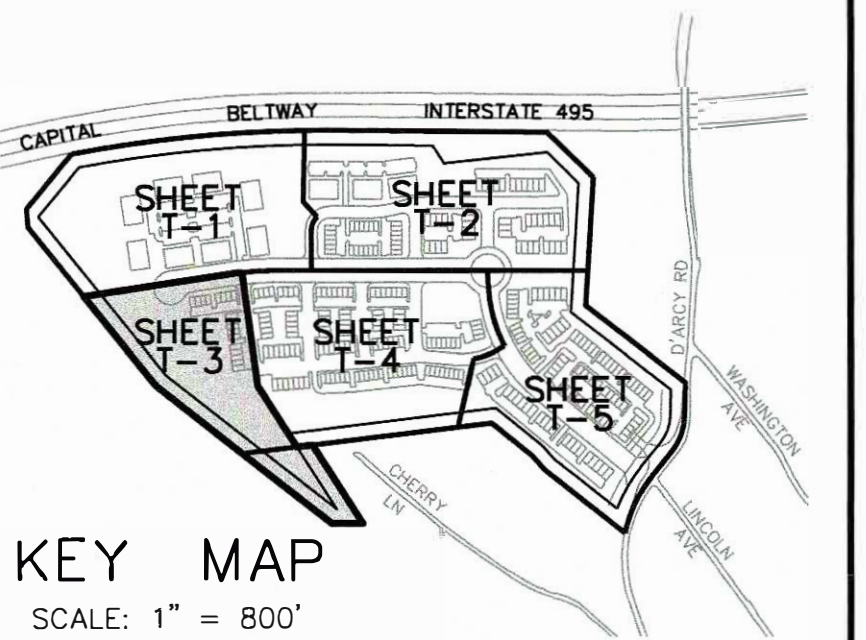 CAPITAL BELTWAY INTERSTATE 495
SHEET
T-1
SHEET
T-2
SHEET
T-3
SHEET
T-4
SHEET
T-5
D'ARCY RD
WASHINGTON
AVE
CHERRY
LN
LINCOLN
AVE
KEY MAP
SCALE: 1" = 800'